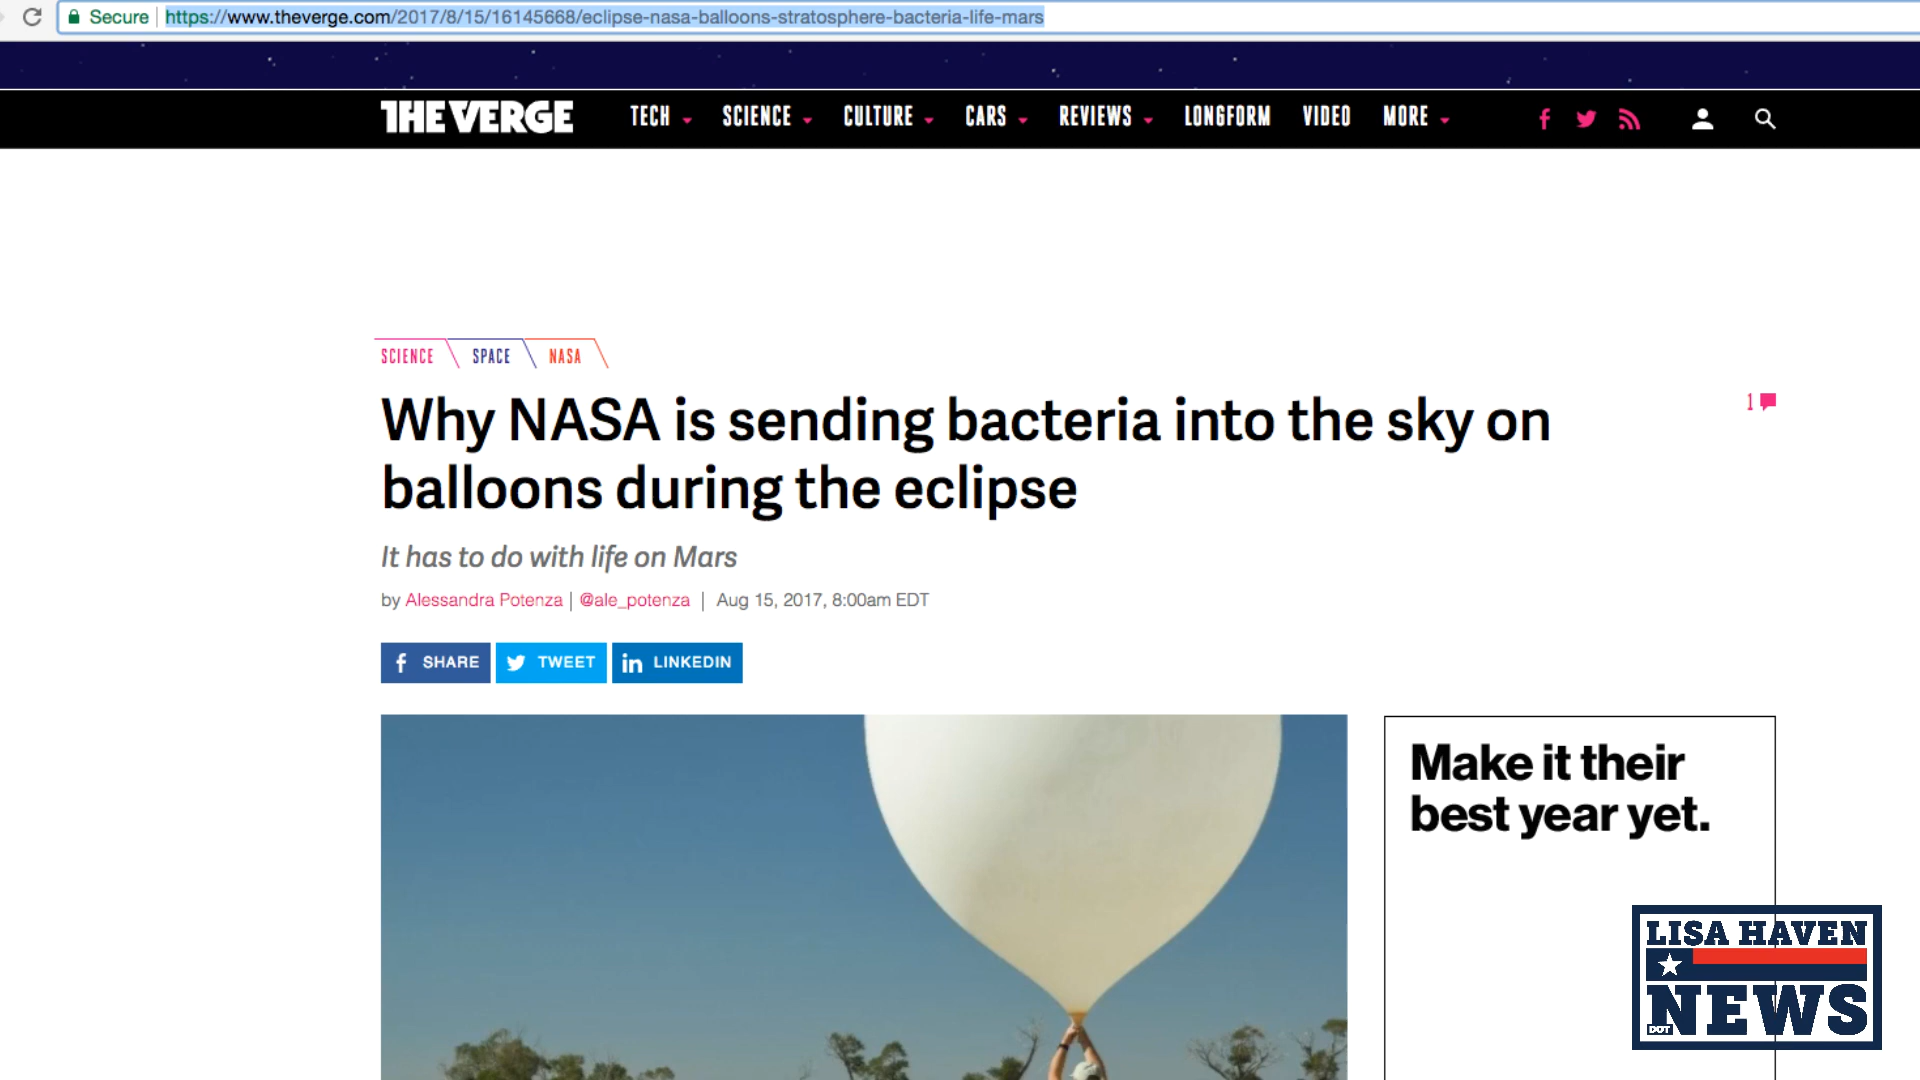 Secure https://www.theverge.com/2017/8/15/16145668/eclipse-nasa-balloons-stratosphere-bacteria-life-mars
THE VERGE TECH SCIENCE CULTURE CARS REVIEWS LONGFORM VIDEO MORE
SCIENCE SPACE NASA
Why NASA is sending bacteria into the sky on
balloons during the eclipse
1
It has to do with life on Mars
by Alessandra Potenza | @ale_potenza | Aug 15, 2017, 8:00am EDT
SHARE TWEET LINKEDIN
Make it their
best year yet.
LISA HAVEN
DOT NEWS